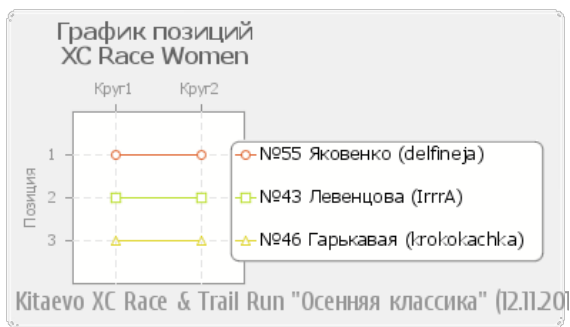 График позиций
XC Race Women
Круг1 Круг2
Позиция
1
2
3
№55 Яковенко (delfineja)
№43 Левенцова (IrrrA)
№46 Гарькавая (krokokachka)
Kitaevo XC Race & Trail Run "Осенняя классика" (12.11.201